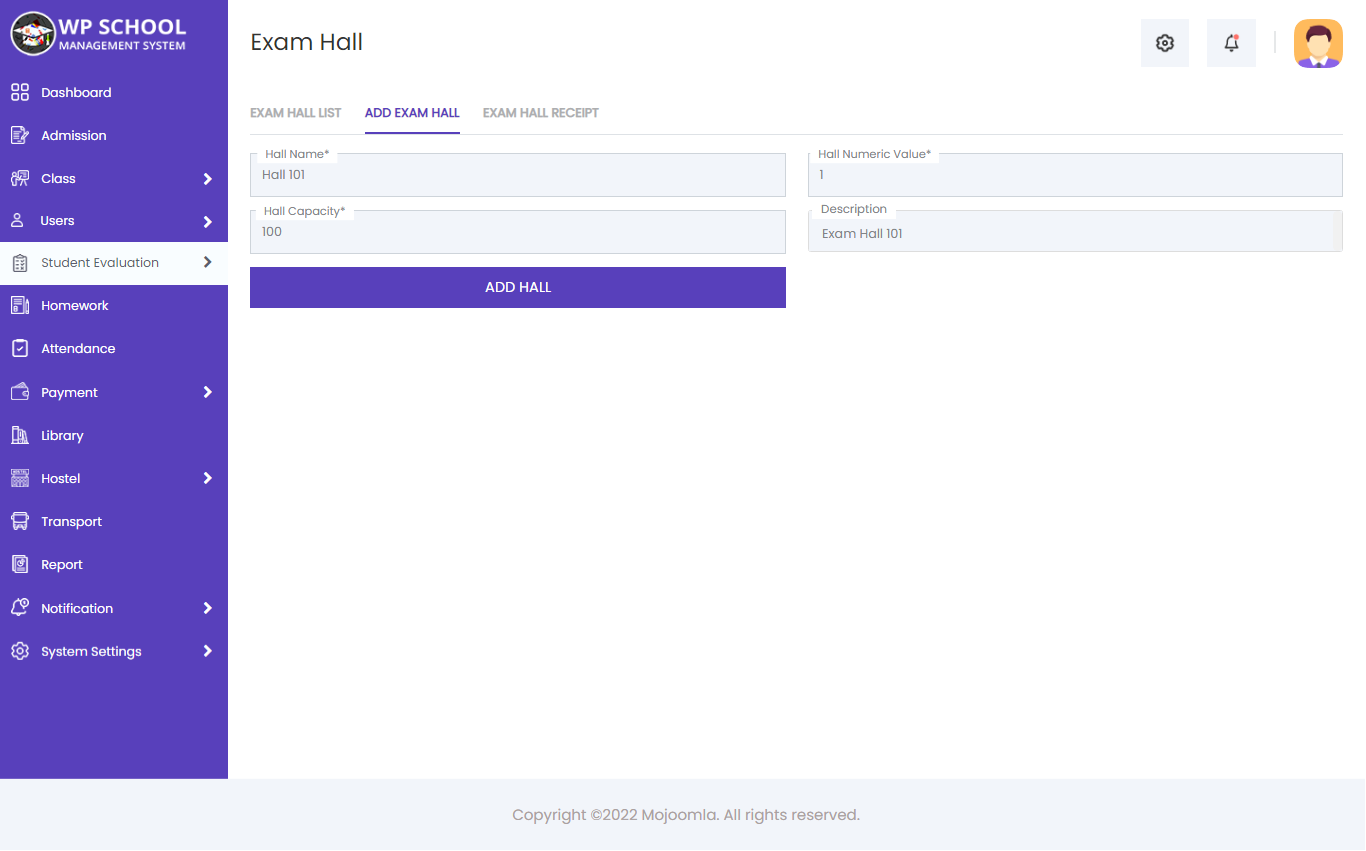 WP SCHOOL
MANAGEMENT SYSTEM
Dashboard
Admission
Class
Users
Student Evaluation
Homework
Attendance
Payment
Library
Hostel
Transport
Report
Notification
System Settings
Exam Hall
EXAM HALL LIST
ADD EXAM HALL
EXAM HALL RECEIPT
Hall Name*
Hall 101
Hall Numeric Value*
1
Hall Capacity*
100
Description
Exam Hall 101
ADD HALL
Copyright ©2022 Mojoomla. All rights reserved.